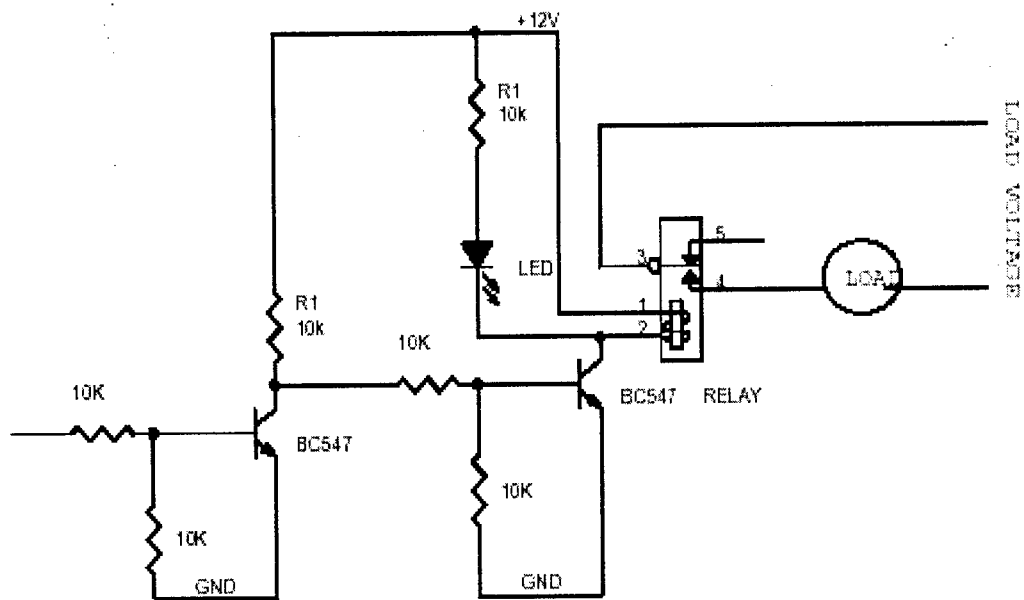 +12V
R1
10k
LOAD VOLTAGE
5
3
LED
4
LOAD
R1
10k
1
2
10K
10K
BC547 RELAY
BC547
10K
10K
GND
GND